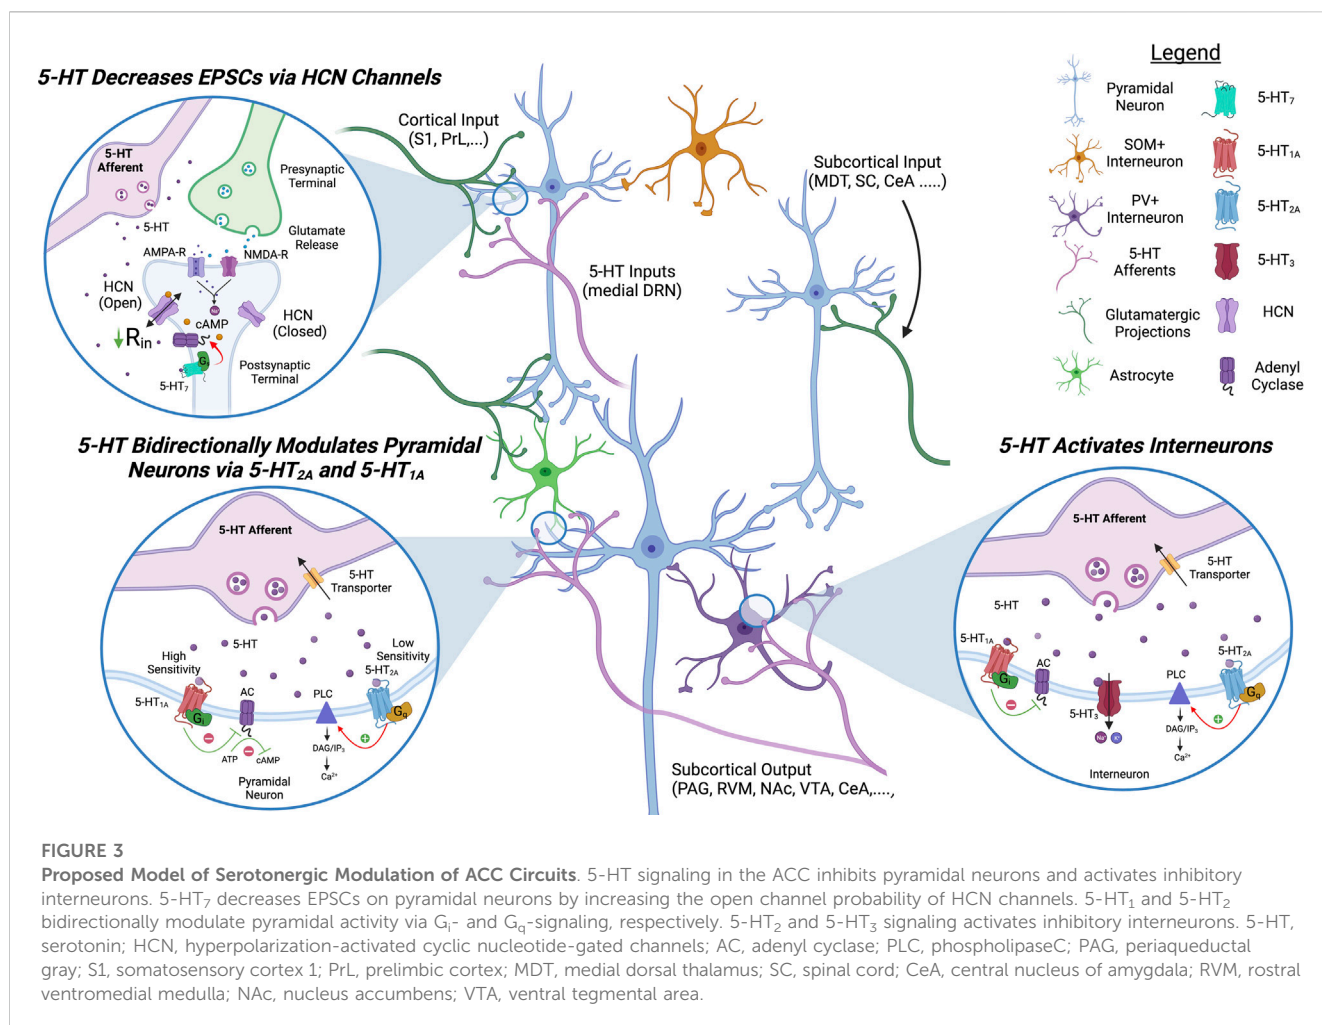 5-HT Decreases EPSCs via HCN Channels
5-HT
Afferent
Presynaptic
Terminal
Glutamate
Release
5-HT
AMPA-R
NMDA-R
HCN
(Open)
HCN
(Closed)
Na⁺
cAMP
↓Rin
Gi
5-HT₇
Postsynaptic
Terminal
Cortical Input
(S1, PrL,...)
5-HT Inputs
(medial DRN)
Subcortical Input
(MDT, SC, CeA .....)
Legend
Pyramidal
Neuron
5-HT₇
SOM+
Interneuron
5-HT1A
PV+
Interneuron
5-HT2A
5-HT
Afferents
5-HT₃
Glutamatergic
Projections
HCN
Astrocyte
Adenyl
Cyclase
5-HT Bidirectionally Modulates Pyramidal
Neurons via 5-HT2A and 5-HT1A
5-HT Afferent
5-HT
Transporter
5-HT
High
Sensitivity
Low
Sensitivity
5-HT2A
5-HT1A
AC
PLC
Gi
Gq
−
+
−
ATP
cAMP
DAG/IP₃
Ca²⁺
Pyramidal
Neuron
5-HT Activates Interneurons
5-HT Afferent
5-HT
Transporter
5-HT
5-HT1A
AC
5-HT2A
PLC
Gi
Gq
−
5-HT₃
+
Na⁺
K⁺
DAG/IP₃
Ca²⁺
Interneuron
Subcortical Output
(PAG, RVM, NAc, VTA, CeA,....,
FIGURE 3
Proposed Model of Serotonergic Modulation of ACC Circuits. 5-HT signaling in the ACC inhibits pyramidal neurons and activates inhibitory
interneurons. 5-HT₇ decreases EPSCs on pyramidal neurons by increasing the open channel probability of HCN channels. 5-HT₁ and 5-HT₂
bidirectionally modulate pyramidal activity via Gᵢ- and Gq-signaling, respectively. 5-HT₂ and 5-HT₃ signaling activates inhibitory interneurons. 5-HT,
serotonin; HCN, hyperpolarization-activated cyclic nucleotide-gated channels; AC, adenyl cyclase; PLC, phospholipaseC; PAG, periaqueductal
gray; S1, somatosensory cortex 1; PrL, prelimbic cortex; MDT, medial dorsal thalamus; SC, spinal cord; CeA, central nucleus of amygdala; RVM, rostral
ventromedial medulla; NAc, nucleus accumbens; VTA, ventral tegmental area.